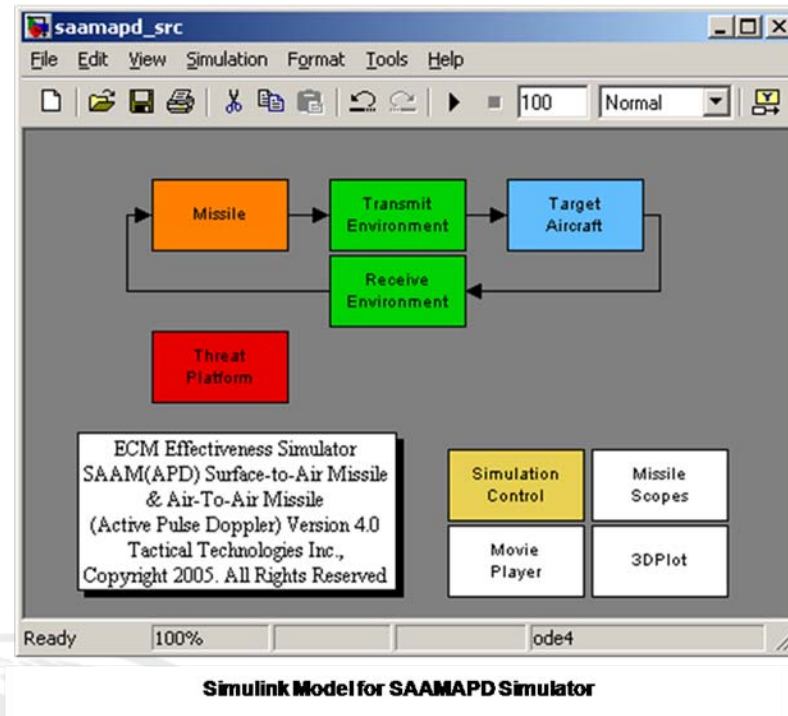 saamapd_src
File Edit View Simulation Format Tools Help
100 Normal
Missile
Transmit
Environment
Target
Aircraft
Receive
Environment
Threat
Platform
ECM Effectiveness Simulator
SAAM(APD) Surface-to-Air Missile
& Air-To-Air Missile
(Active Pulse Doppler) Version 4.0
Tactical Technologies Inc.,
Copyright 2005. All Rights Reserved
Simulation
Control
Missile
Scopes
Movie
Player
3DPlot
Ready 100% ode4
Simulink Model for SAAMAPD Simulator